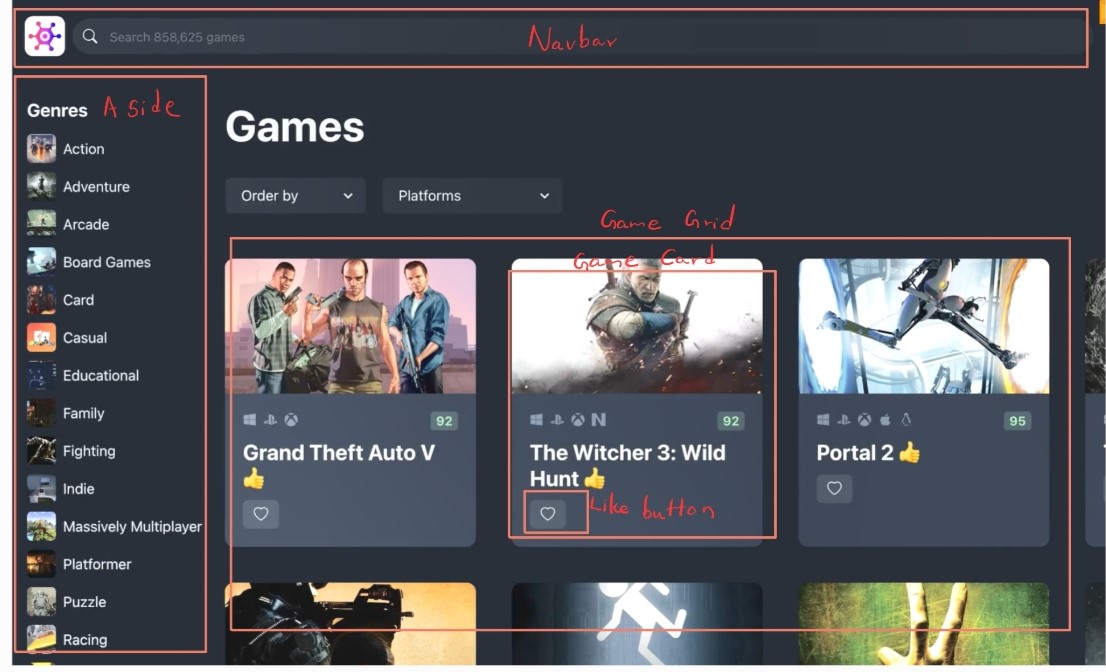 Search 858,625 games
Navbar
Genres
A side
Action
Adventure
Arcade
Board Games
Card
Casual
Educational
Family
Fighting
Indie
Massively Multiplayer
Platformer
Puzzle
Racing
Games
Order by
Platforms
Game Grid
Game Card
92
Grand Theft Auto V
92
The Witcher 3: Wild
Hunt
Like button
95
Portal 2